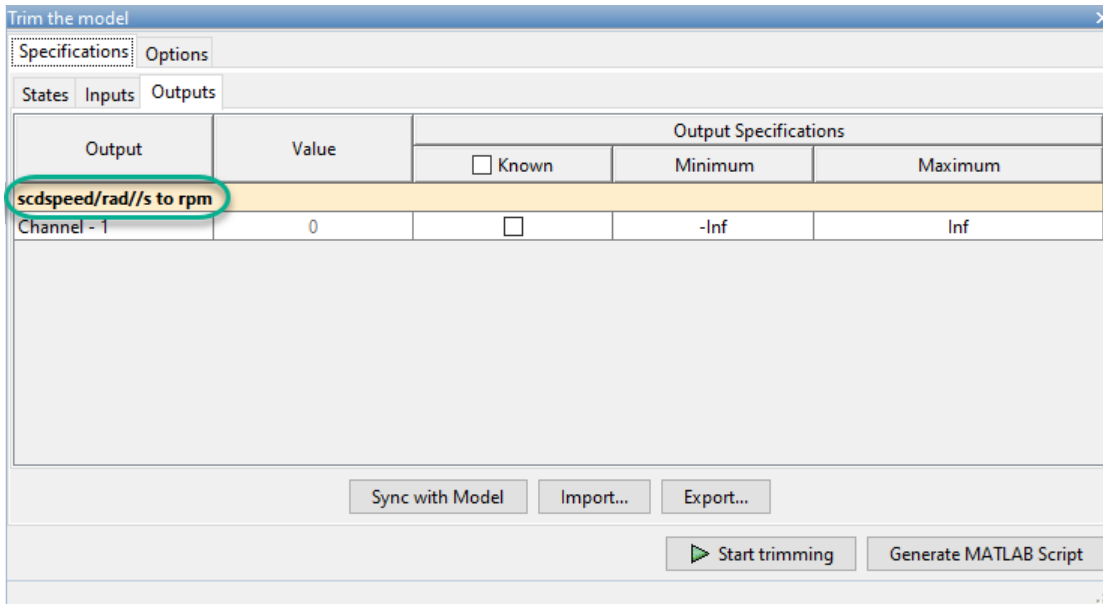 Trim the model
Specifications Options
States Inputs Outputs
Output Value Output Specifications
Known Minimum Maximum
scdspeed/rad//s to rpm
Channel - 1 0 -Inf Inf
Sync with Model Import... Export...
Start trimming Generate MATLAB Script